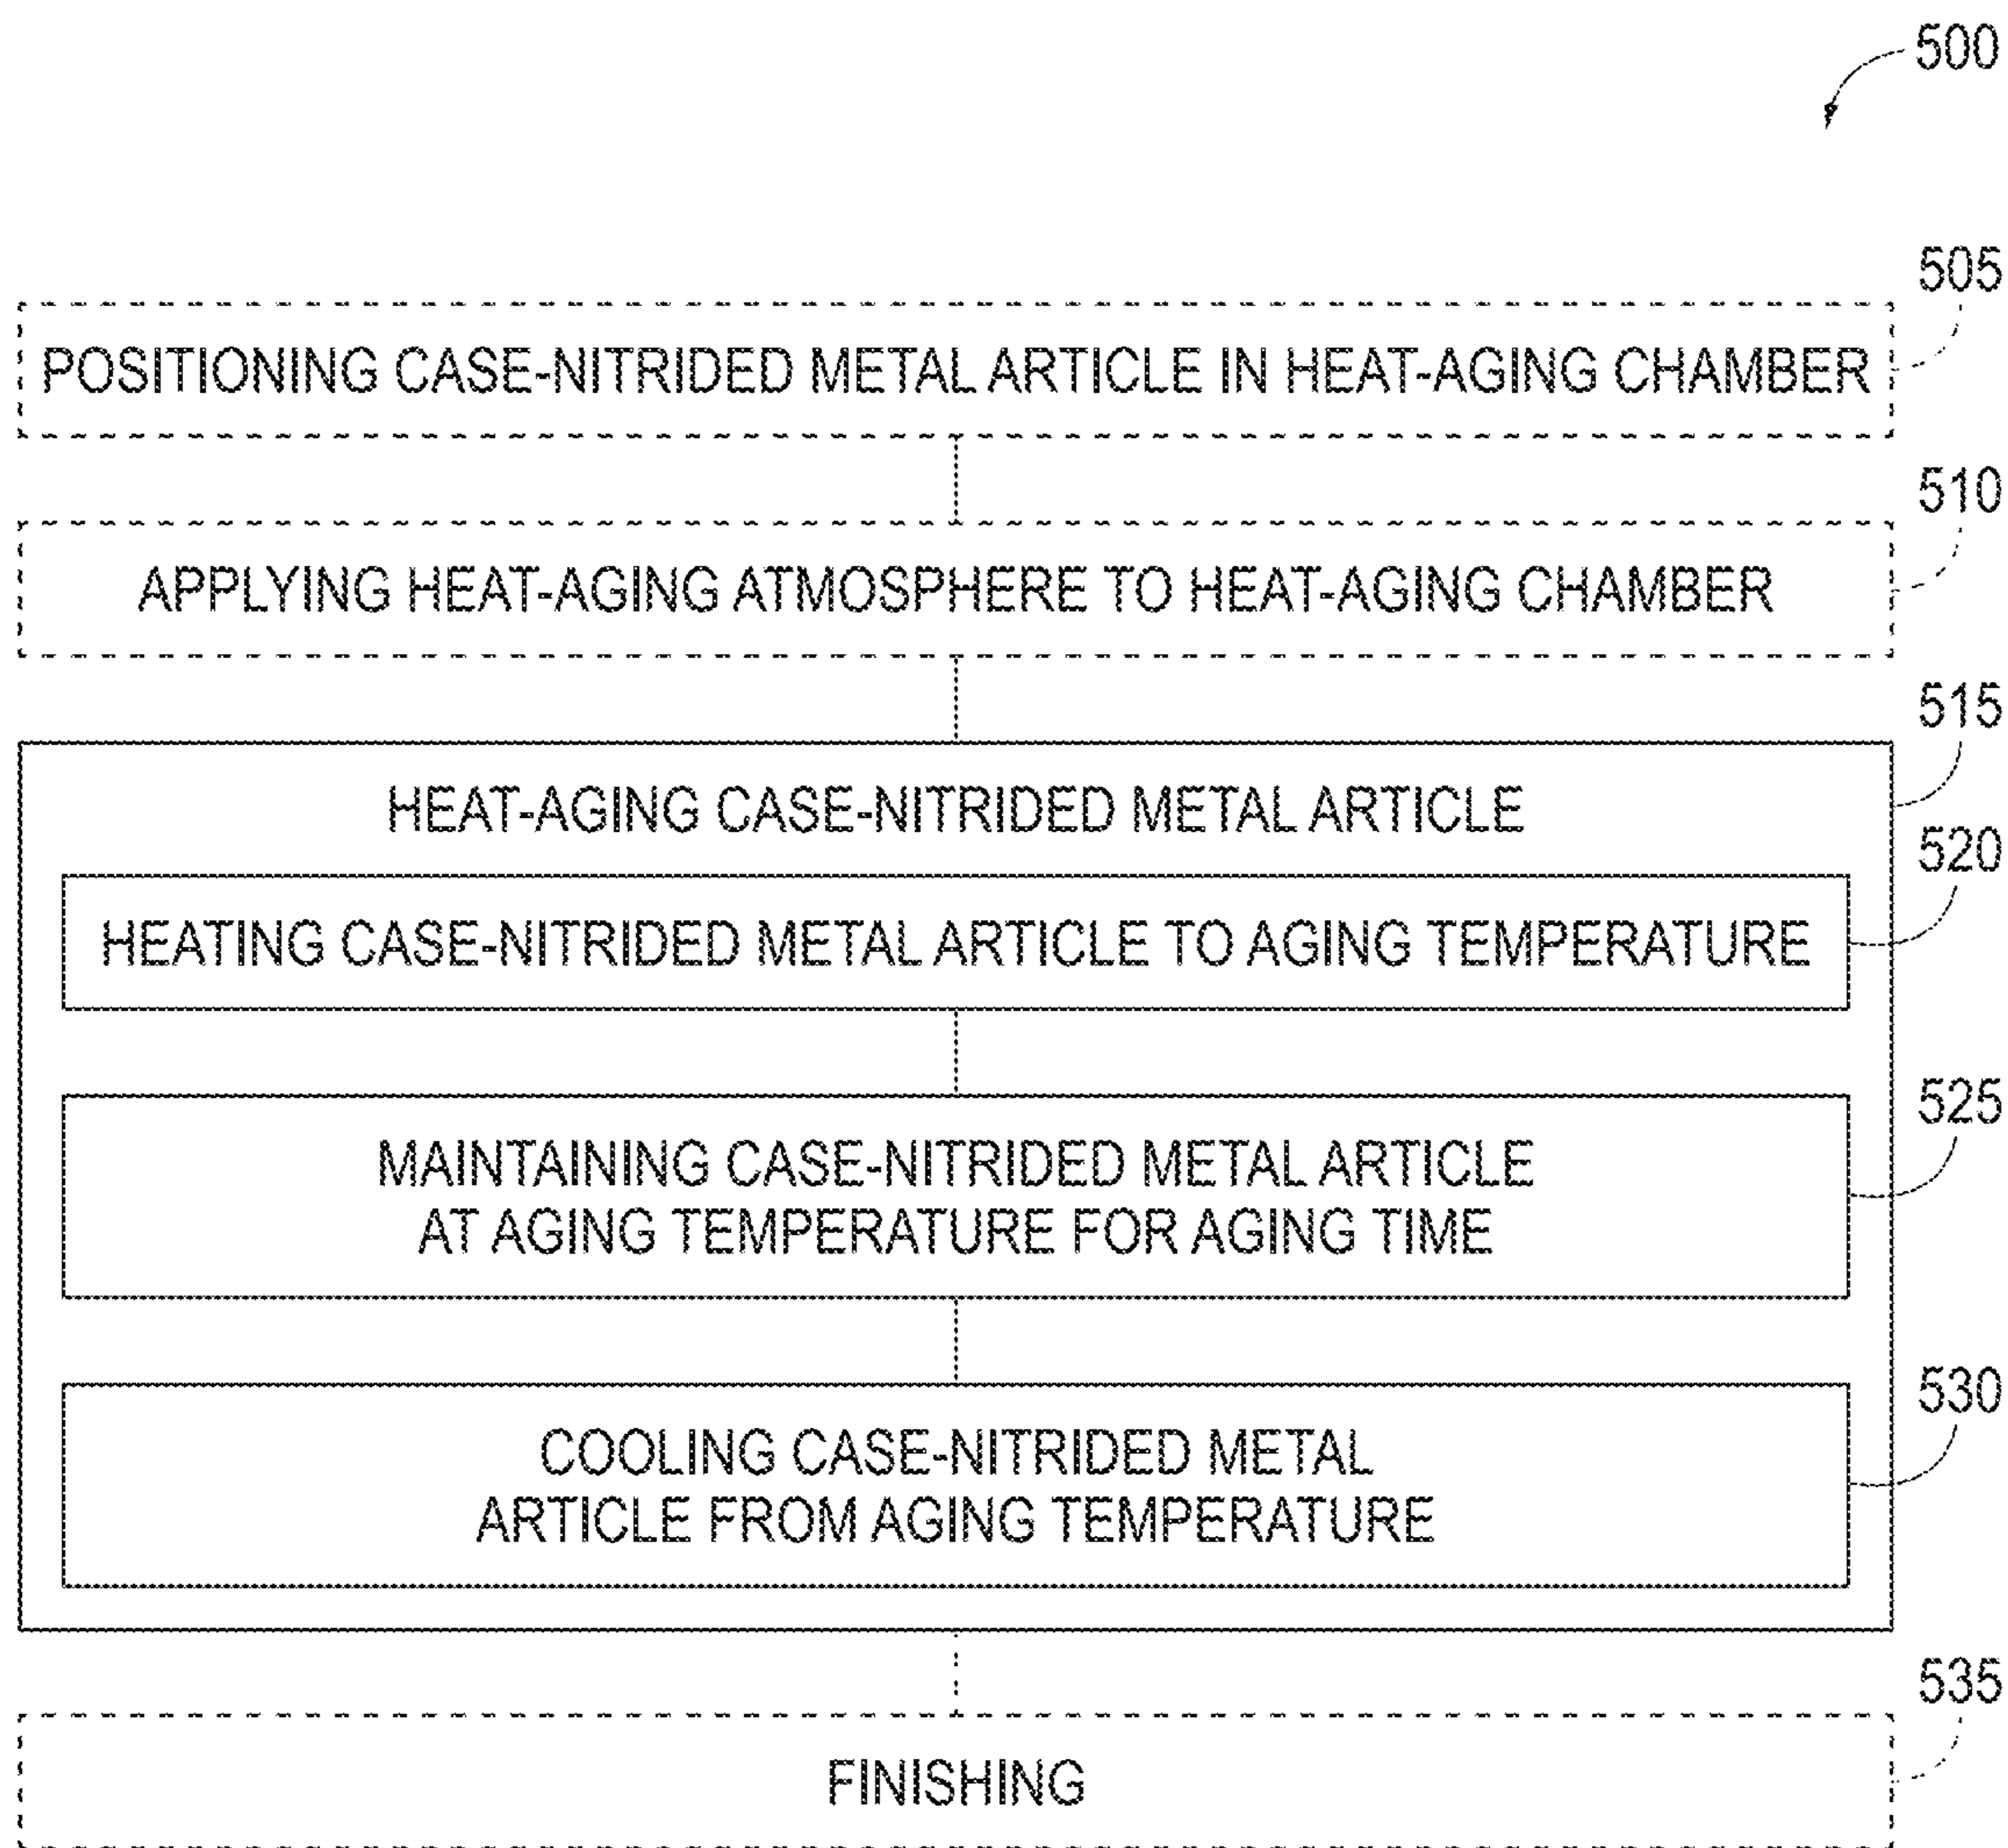 500
505
POSITIONING CASE-NITRIDED METAL ARTICLE IN HEAT-AGING CHAMBER
510
APPLYING HEAT-AGING ATMOSPHERE TO HEAT-AGING CHAMBER
515
HEAT-AGING CASE-NITRIDED METAL ARTICLE
520
HEATING CASE-NITRIDED METAL ARTICLE TO AGING TEMPERATURE
525
MAINTAINING CASE-NITRIDED METAL ARTICLE
AT AGING TEMPERATURE FOR AGING TIME
530
COOLING CASE-NITRIDED METAL
ARTICLE FROM AGING TEMPERATURE
535
FINISHING